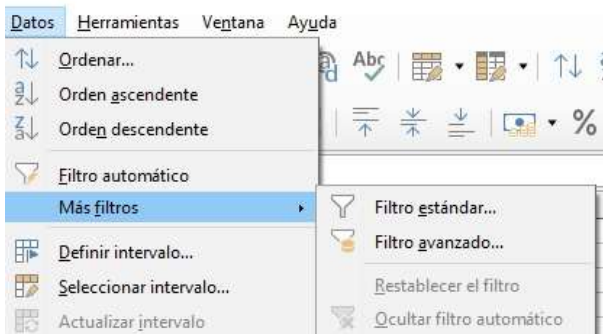 Datos Herramientas Ventana Ayuda
Ordenar...
Orden ascendente
Orden descendente
Filtro automático
Más filtros
Definir intervalo...
Seleccionar intervalo...
Actualizar intervalo
Abc
%
Filtro estándar...
Filtro avanzado...
Restablecer el filtro
Ocultar filtro automático